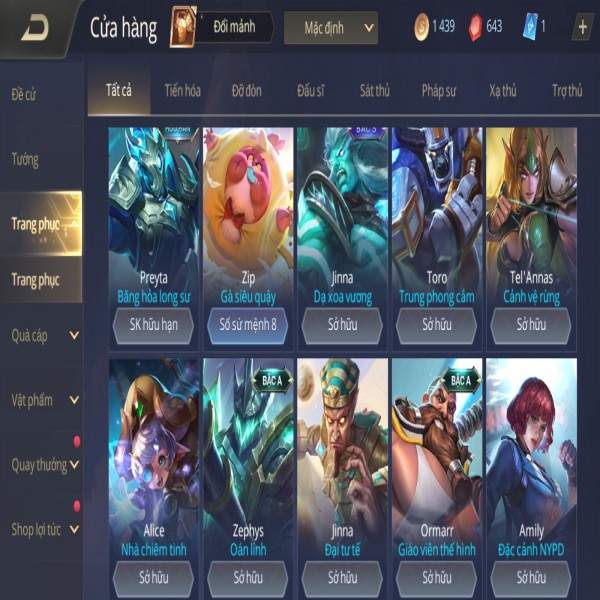 Cửa hàng
Đổi mảnh
Mặc định
1 439
643
1
Đề cử
Tướng
Trang phục
Trang phục
Quà cáp
Vật phẩm
Quay thưởng
Shop lợi tức
Tất cả
Tiến hóa
Đỡ đòn
Đấu sĩ
Sát thủ
Pháp sư
Xạ thủ
Trợ thủ
Preyta
Băng hỏa long sư
SK hữu hạn
Zip
Gà siêu quậy
Sổ sứ mệnh 8
BẬC S
Jinna
Dạ xoa vương
Sở hữu
Toro
Trung phong cảm
Sở hữu
Tel'Annas
Cảnh vệ rừng
Sở hữu
Alice
Nhà chiêm tinh
Sở hữu
BẬC A
Zephys
Oán linh
Sở hữu
Jinna
Đại tư tế
Sở hữu
BẬC A
Ormarr
Giáo viên thể hình
Sở hữu
Amily
Đặc cảnh NYPD
Sở hữu